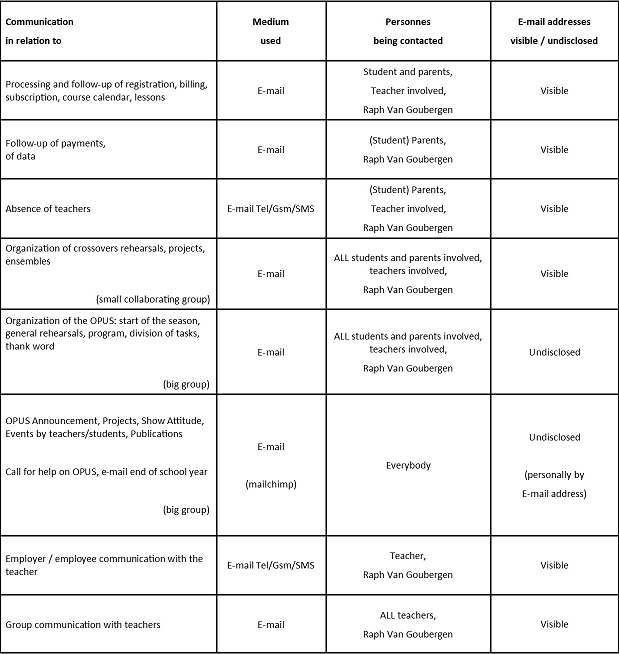 Communication
in relation to
Medium
used
Personnes
being contacted
E-mail addresses
visible / undisclosed
Processing and follow-up of registration, billing,
subscription, course calendar, lessons
E-mail
Student and parents,
Teacher involved,
Raph Van Goubergen
Visible
Follow-up of payments,
of data
E-mail
(Student) Parents,
Raph Van Goubergen
Visible
Absence of teachers
E-mail Tel/Gsm/SMS
(Student) Parents,
Teacher involved,
Raph Van Goubergen
Visible
Organization of crossovers rehearsals, projects,
ensembles
(small collaborating group)
E-mail
ALL students and parents involved,
teachers involved,
Raph Van Goubergen
Visible
Organization of the OPUS: start of the season,
general rehearsals, program, division of tasks,
thank word
(big group)
E-mail
ALL students and parents involved,
teachers involved,
Raph Van Goubergen
Undisclosed
OPUS Announcement, Projects, Show Attitude,
Events by teachers/students, Publications
Call for help on OPUS, e-mail end of school year
(big group)
E-mail
(mailchimp)
Everybody
Undisclosed
(personally by
E-mail address)
Employer / employee communication with the
teacher
E-mail Tel/Gsm/SMS
Teacher,
Raph Van Goubergen
Visible
Group communication with teachers
E-mail
ALL teachers,
Raph Van Goubergen
Visible